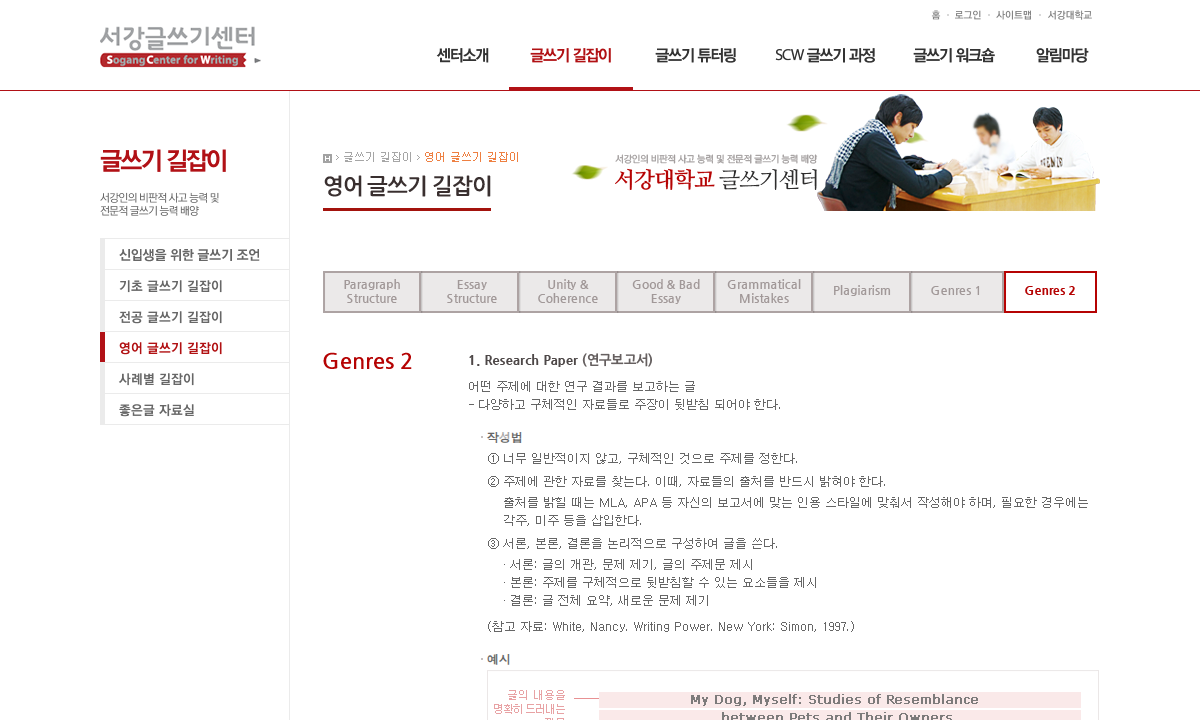 홈 · 로그인 · 사이트맵 · 서강대학교
서강글쓰기센터
Sogang Center for Writing
센터소개 글쓰기 길잡이 글쓰기 튜터링 SCW 글쓰기 과정 글쓰기 워크숍 알림마당
글쓰기 길잡이
서강인의 비판적 사고 능력 및
전문적 글쓰기 능력 배양
신입생을 위한 글쓰기 조언
기초 글쓰기 길잡이
전공 글쓰기 길잡이
영어 글쓰기 길잡이
사례별 길잡이
좋은글 자료실
H > 글쓰기 길잡이 > 영어 글쓰기 길잡이
영어 글쓰기 길잡이
서강인의 비판적 사고 능력 및 전문적 글쓰기 능력 배양
서강대학교 글쓰기센터
Paragraph Structure
Essay Structure
Unity & Coherence
Good & Bad Essay
Grammatical Mistakes
Plagiarism
Genres 1
Genres 2
Genres 2
1. Research Paper (연구보고서)
어떤 주제에 대한 연구 결과를 보고하는 글
- 다양하고 구체적인 자료들로 주장이 뒷받침 되어야 한다.
· 작성법
① 너무 일반적이지 않고, 구체적인 것으로 주제를 정한다.
② 주제에 관한 자료를 찾는다. 이때, 자료들의 출처를 반드시 밝혀야 한다.
출처를 밝힐 때는 MLA, APA 등 자신의 보고서에 맞는 인용 스타일에 맞춰서 작성해야 하며, 필요한 경우에는
각주, 미주 등을 삽입한다.
③ 서론, 본론, 결론을 논리적으로 구성하여 글을 쓴다.
· 서론: 글의 개관, 문제 제기, 글의 주제문 제시
· 본론: 주제를 구체적으로 뒷받침할 수 있는 요소들을 제시
· 결론: 글 전체 요약, 새로운 문제 제기
(참고 자료: White, Nancy. Writing Power. New York: Simon, 1997.)
· 예시
글의 내용을
명확히 드러내는
My Dog, Myself: Studies of Resemblance
between Pets and Their Owners